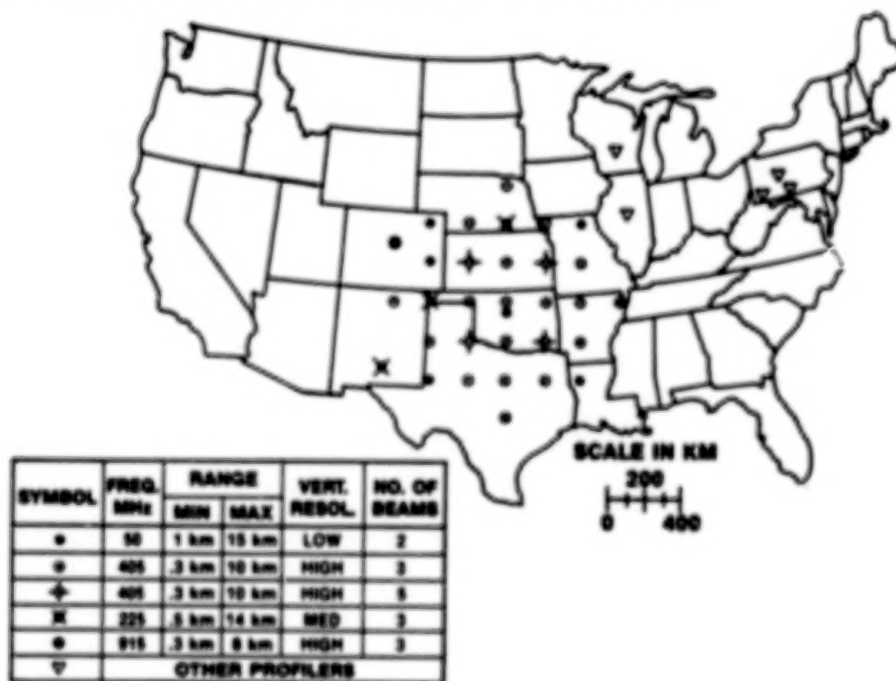 SCALE IN KM
200
0 400
SYMBOL FREQ. MHz RANGE VERT. RESOL. NO. OF BEAMS
MIN MAX
50 1 km 15 km LOW 2
405 .3 km 10 km HIGH 3
405 .3 km 10 km HIGH 5
225 .5 km 14 km MED 3
915 .3 km HIGH 3
OTHER PROFILERS